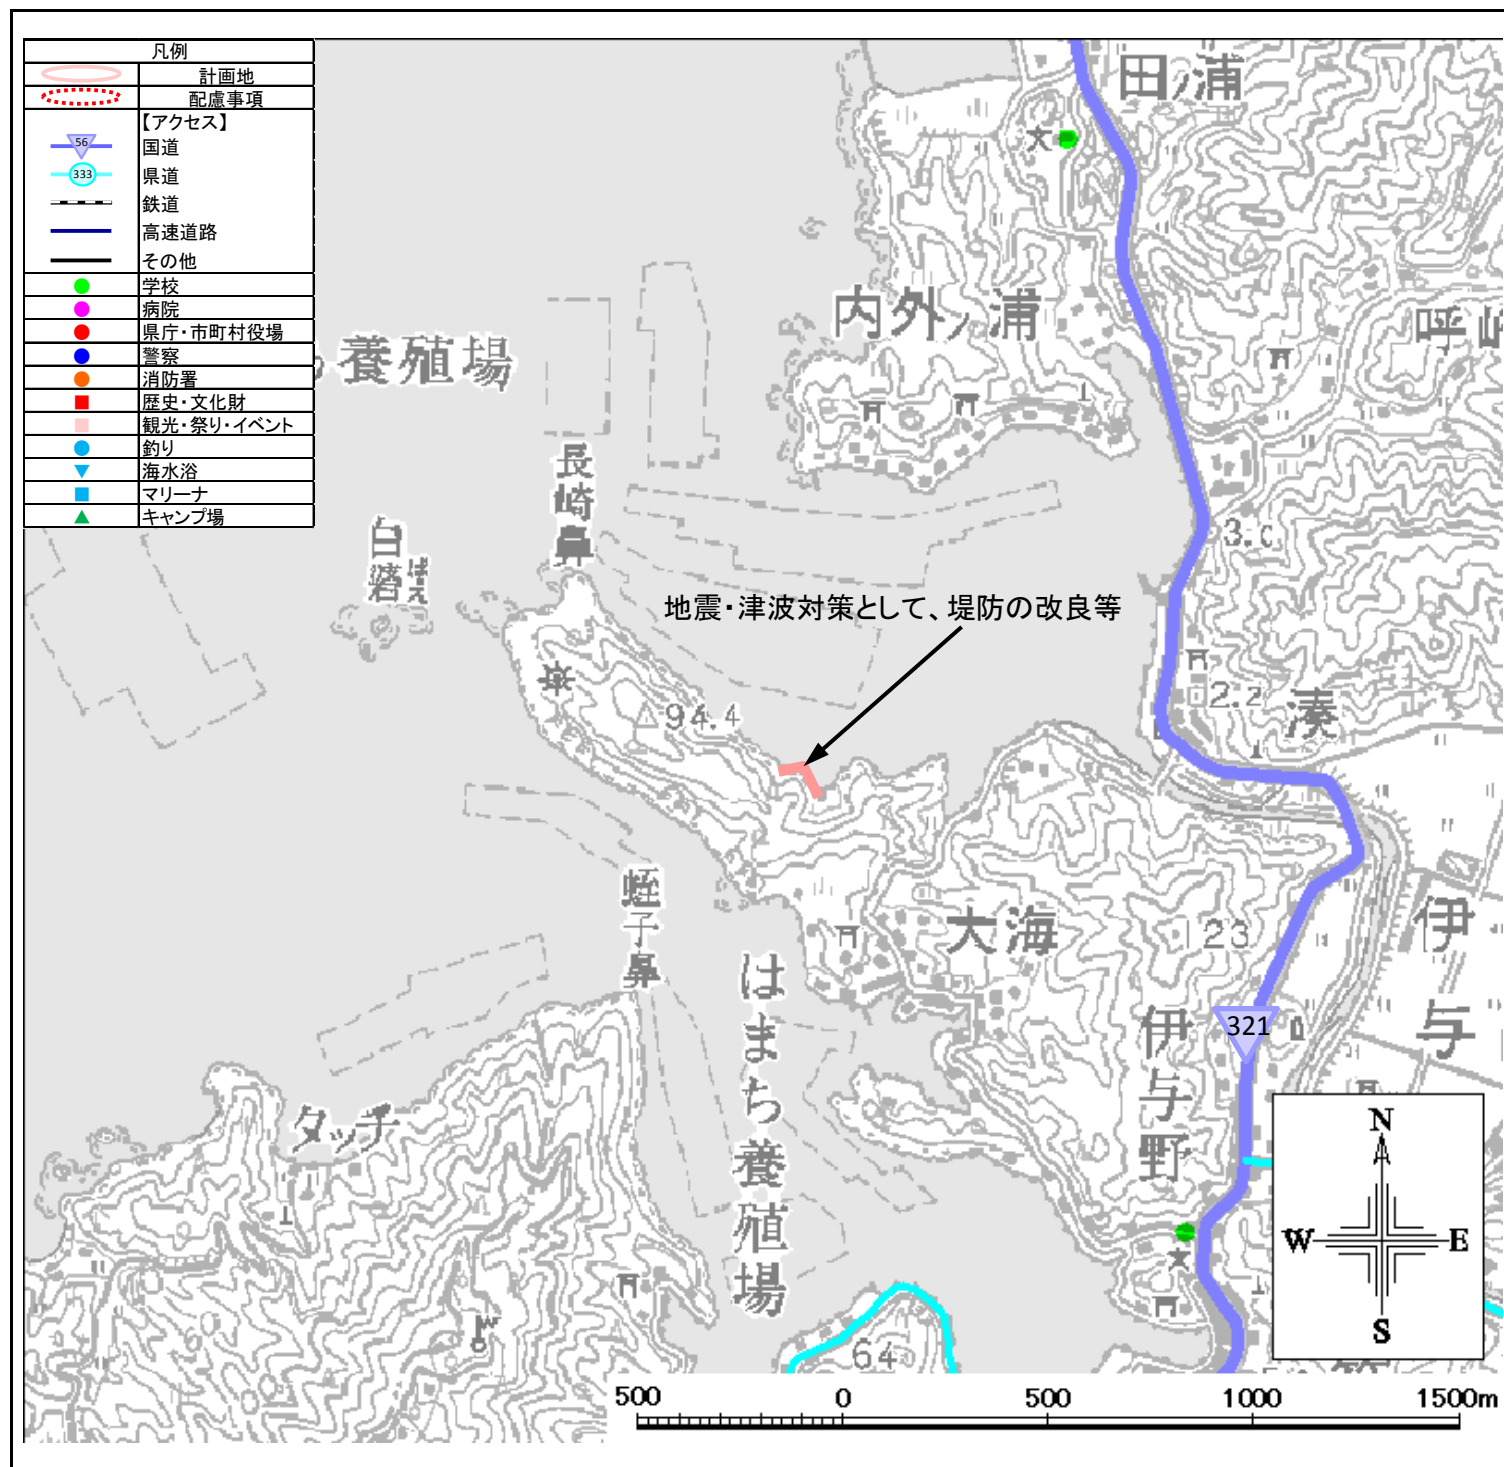 凡例
計画地
配慮事項
【アクセス】
56
国道
333
県道
鉄道
高速道路
その他
学校
病院
県庁・市町村役場
警察
消防署
歴史・文化財
観光・祭り・イベント
釣り
海水浴
マリーナ
キャンプ場
田ノ浦
内外ノ浦
養殖場
長崎鼻
地震・津波対策として、堤防の改良等
94.4
2.2
湊
蛭子鼻
大海
123
伊与
はまち養殖場
伊与野
321
タッチ
64
N
W
E
S
500
0
500
1000
1500m